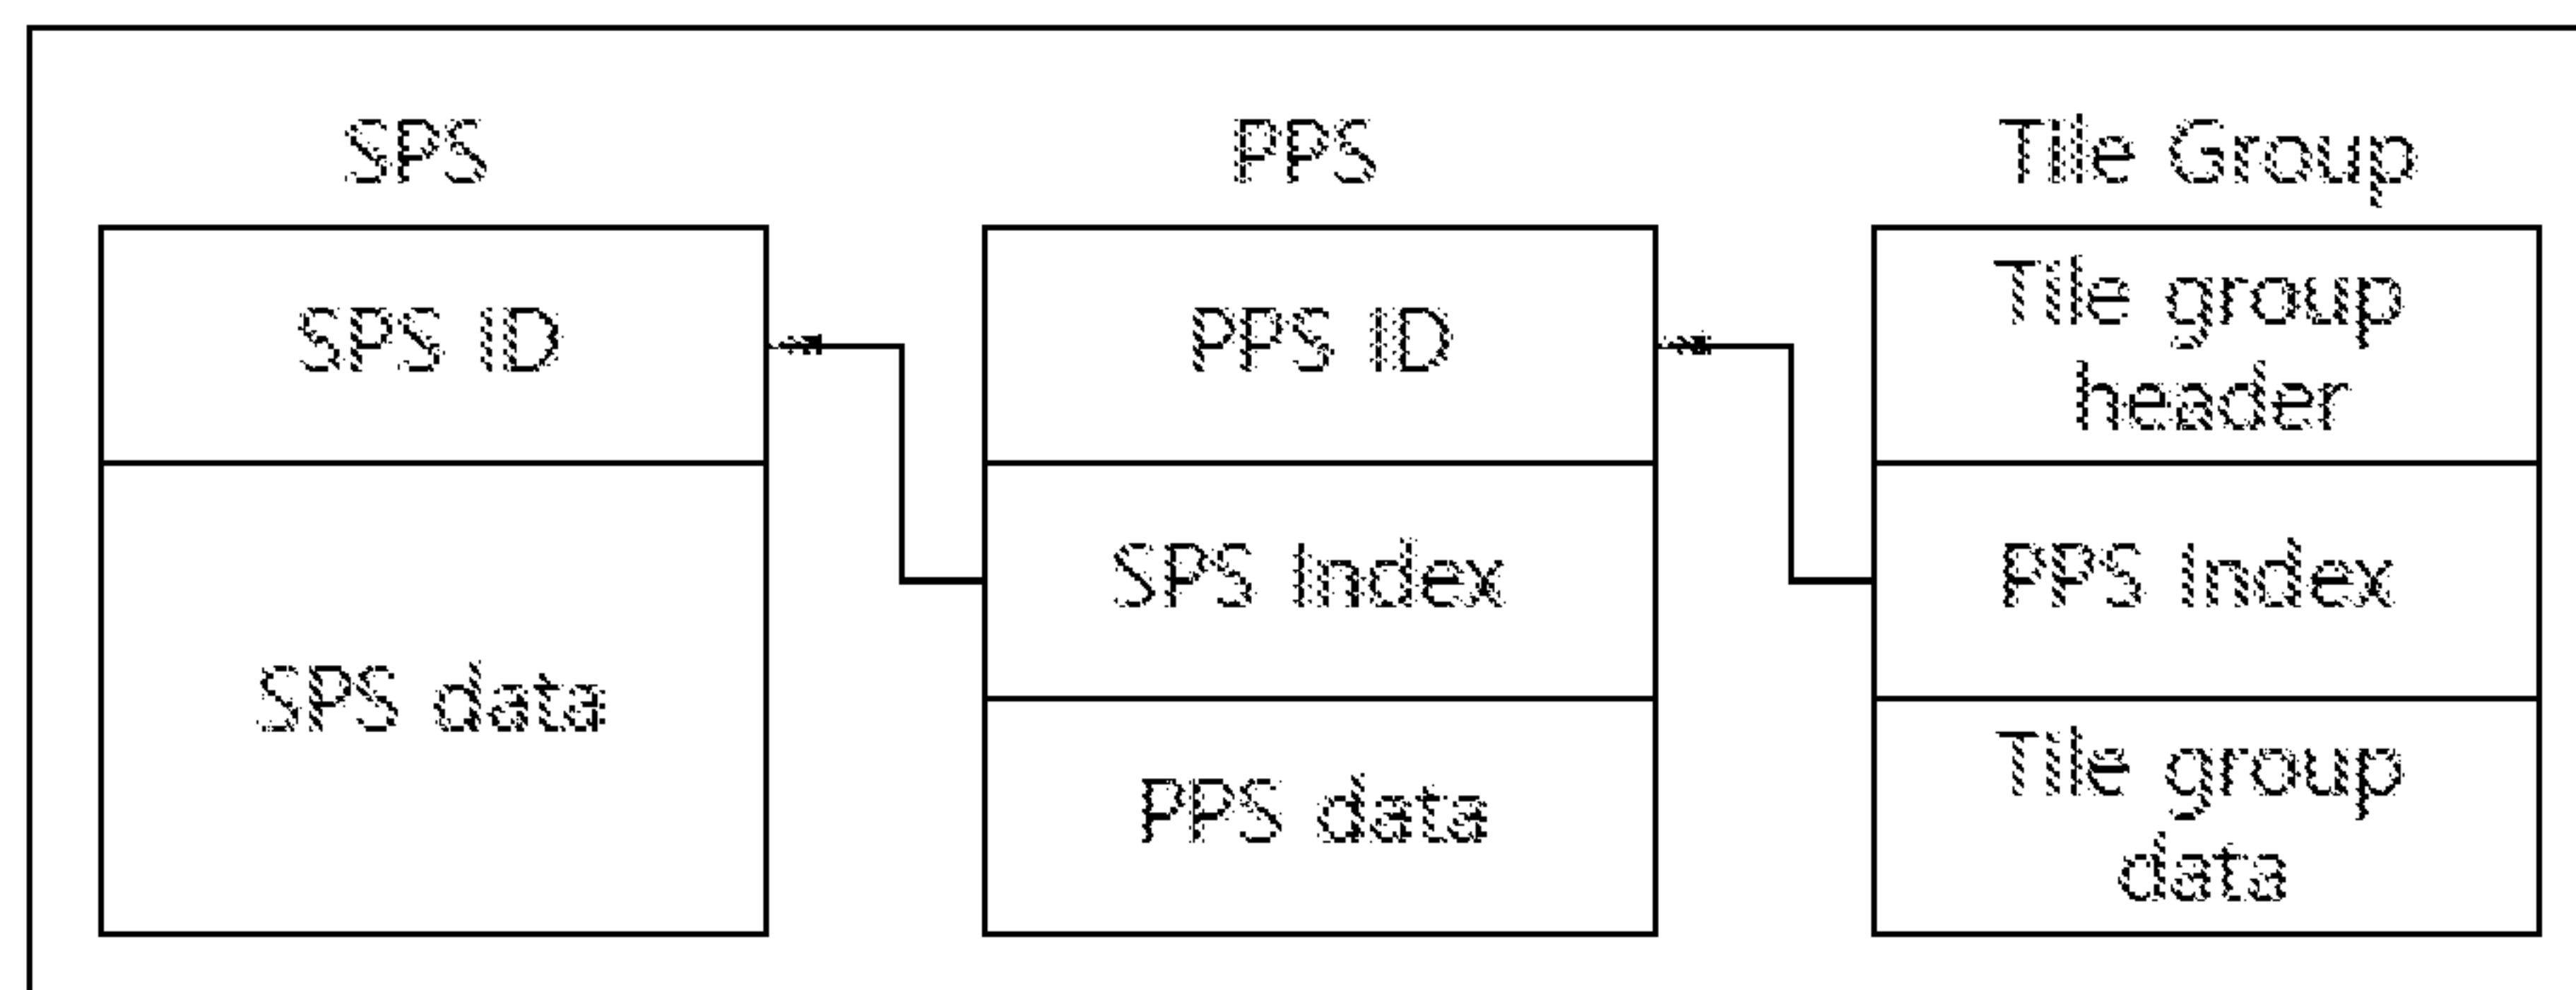 SPS
SPS ID
SPS data
PPS
PPS ID
SPS Index
PPS data
Tile Group
Tile group
header
PPS Index
Tile group
data